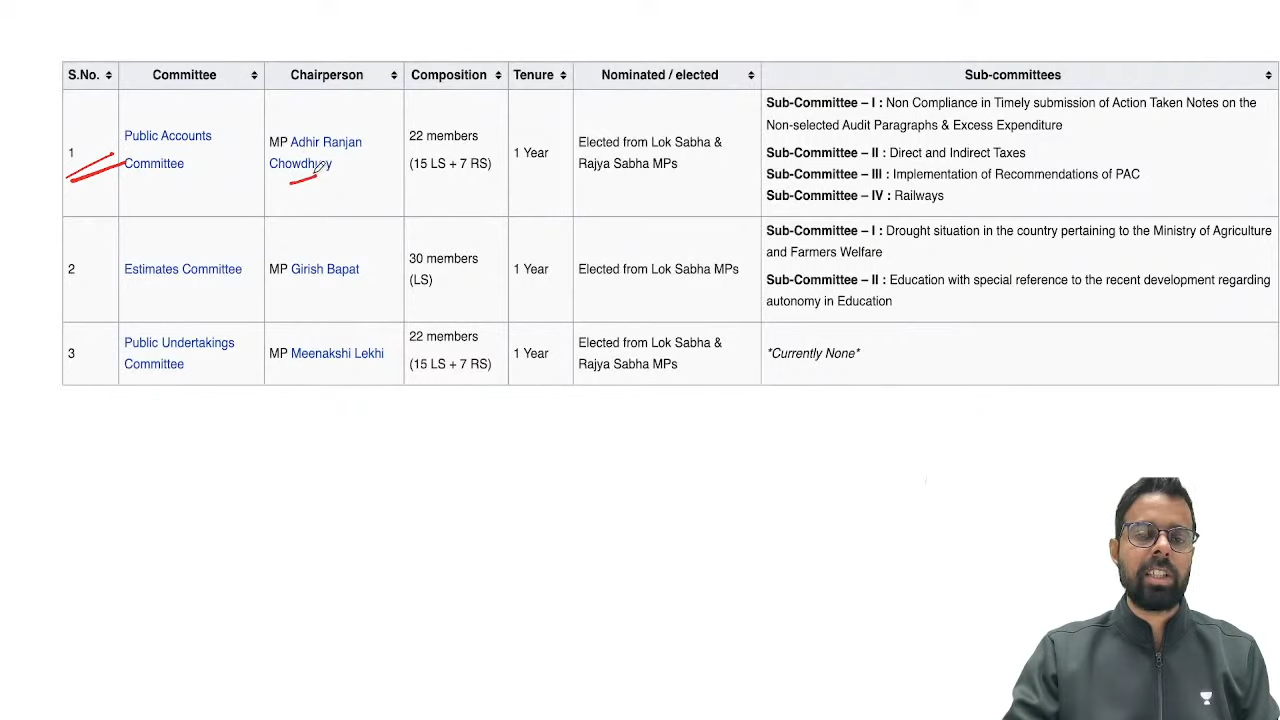 S.No. Committee Chairperson Composition Tenure Nominated / elected Sub-committees
1
Public Accounts
Committee
MP Adhir Ranjan
Chowdhury
22 members
(15 LS + 7 RS)
1 Year
Elected from Lok Sabha &
Rajya Sabha MPs
Sub-Committee – I : Non Compliance in Timely submission of Action Taken Notes on the
Non-selected Audit Paragraphs & Excess Expenditure
Sub-Committee – II : Direct and Indirect Taxes
Sub-Committee – III : Implementation of Recommendations of PAC
Sub-Committee – IV : Railways
2
Estimates Committee
MP Girish Bapat
30 members
(LS)
1 Year
Elected from Lok Sabha MPs
Sub-Committee – I : Drought situation in the country pertaining to the Ministry of Agriculture
and Farmers Welfare
Sub-Committee – II : Education with special reference to the recent development regarding
autonomy in Education
3
Public Undertakings
Committee
MP Meenakshi Lekhi
22 members
(15 LS + 7 RS)
1 Year
Elected from Lok Sabha &
Rajya Sabha MPs
*Currently None*